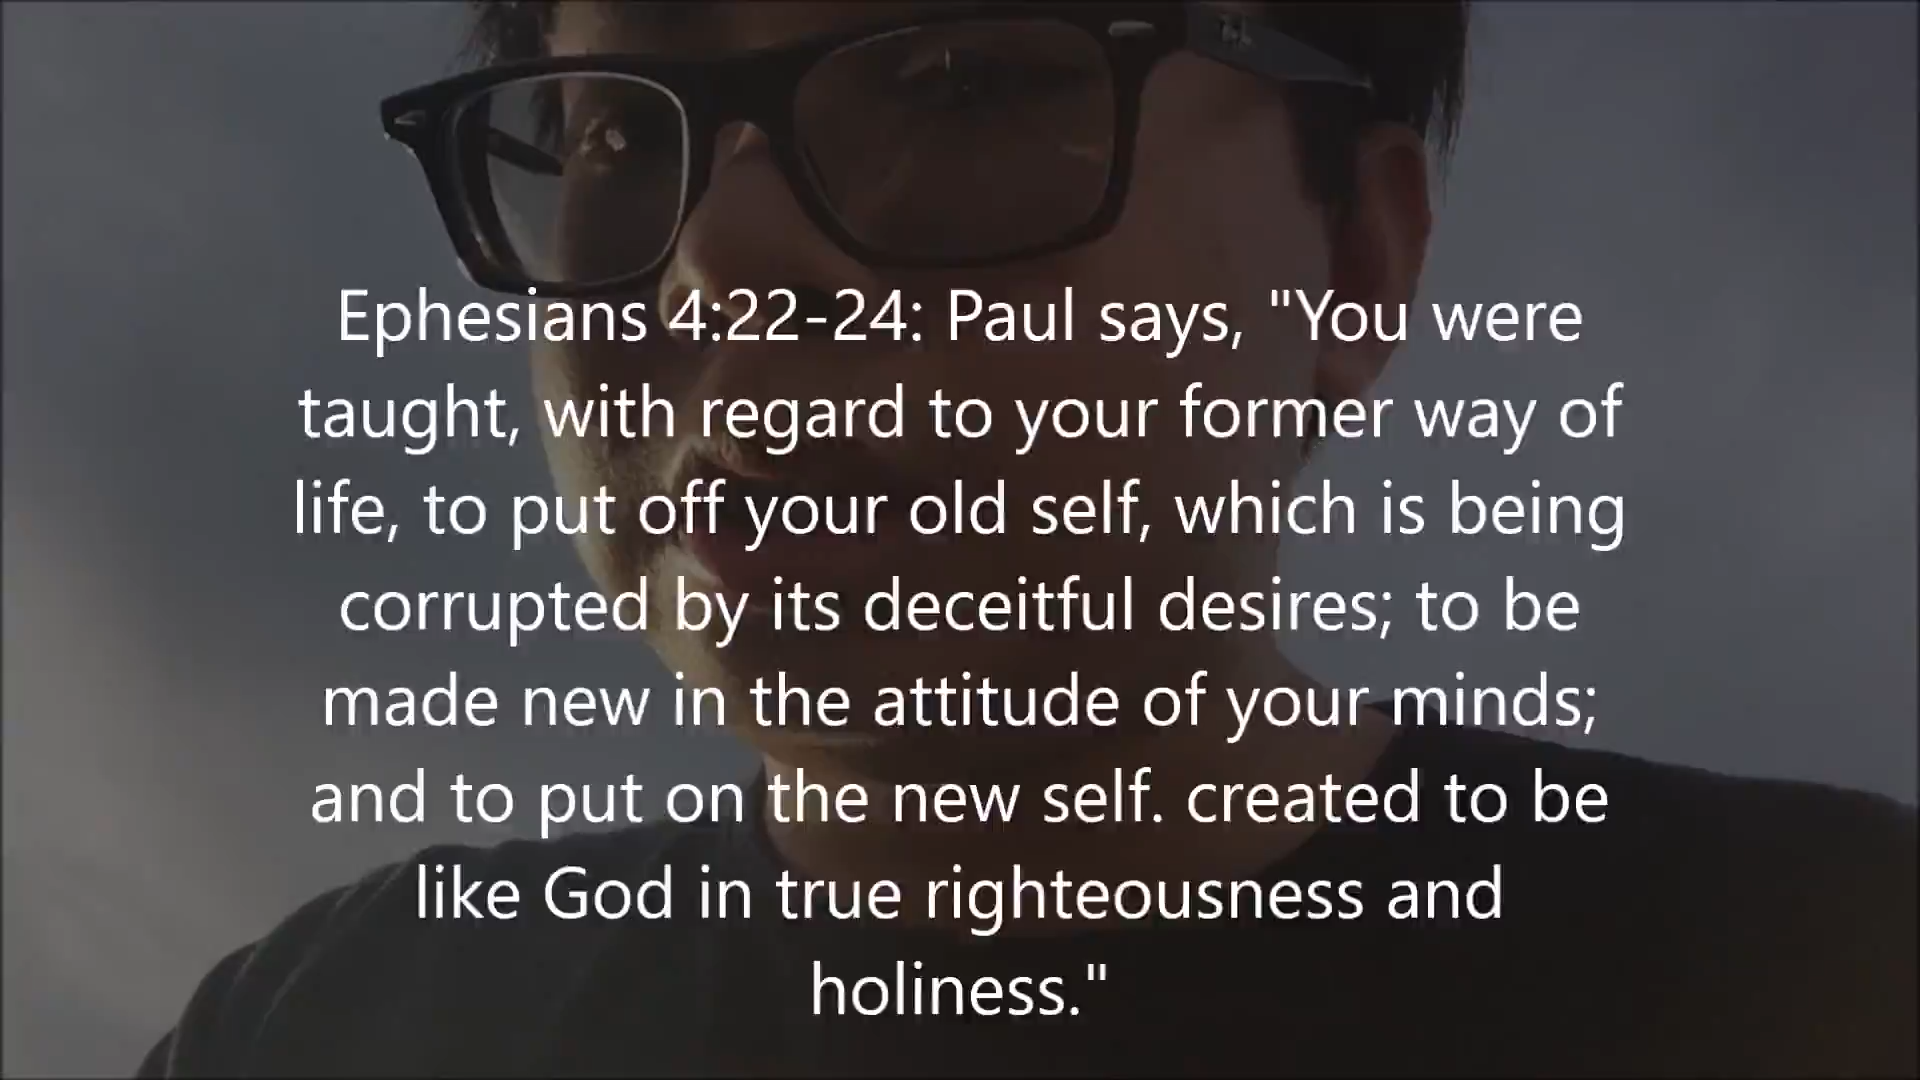 Ephesians 4:22-24: Paul says, "You were
taught, with regard to your former way of
life, to put off your old self, which is being
corrupted by its deceitful desires; to be
made new in the attitude of your minds;
and to put on the new self. created to be
like God in true righteousness and
holiness."